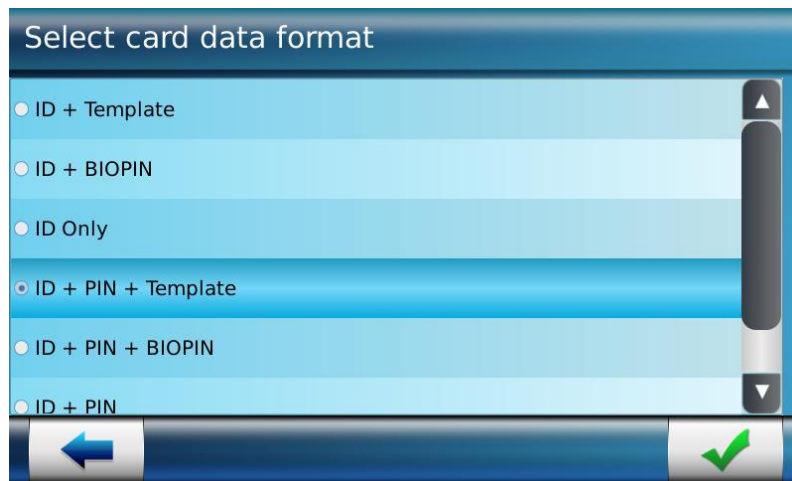 Select card data format
ID + Template
ID + BIOPIN
ID Only
ID + PIN + Template
ID + PIN + BIOPIN
ID + PIN